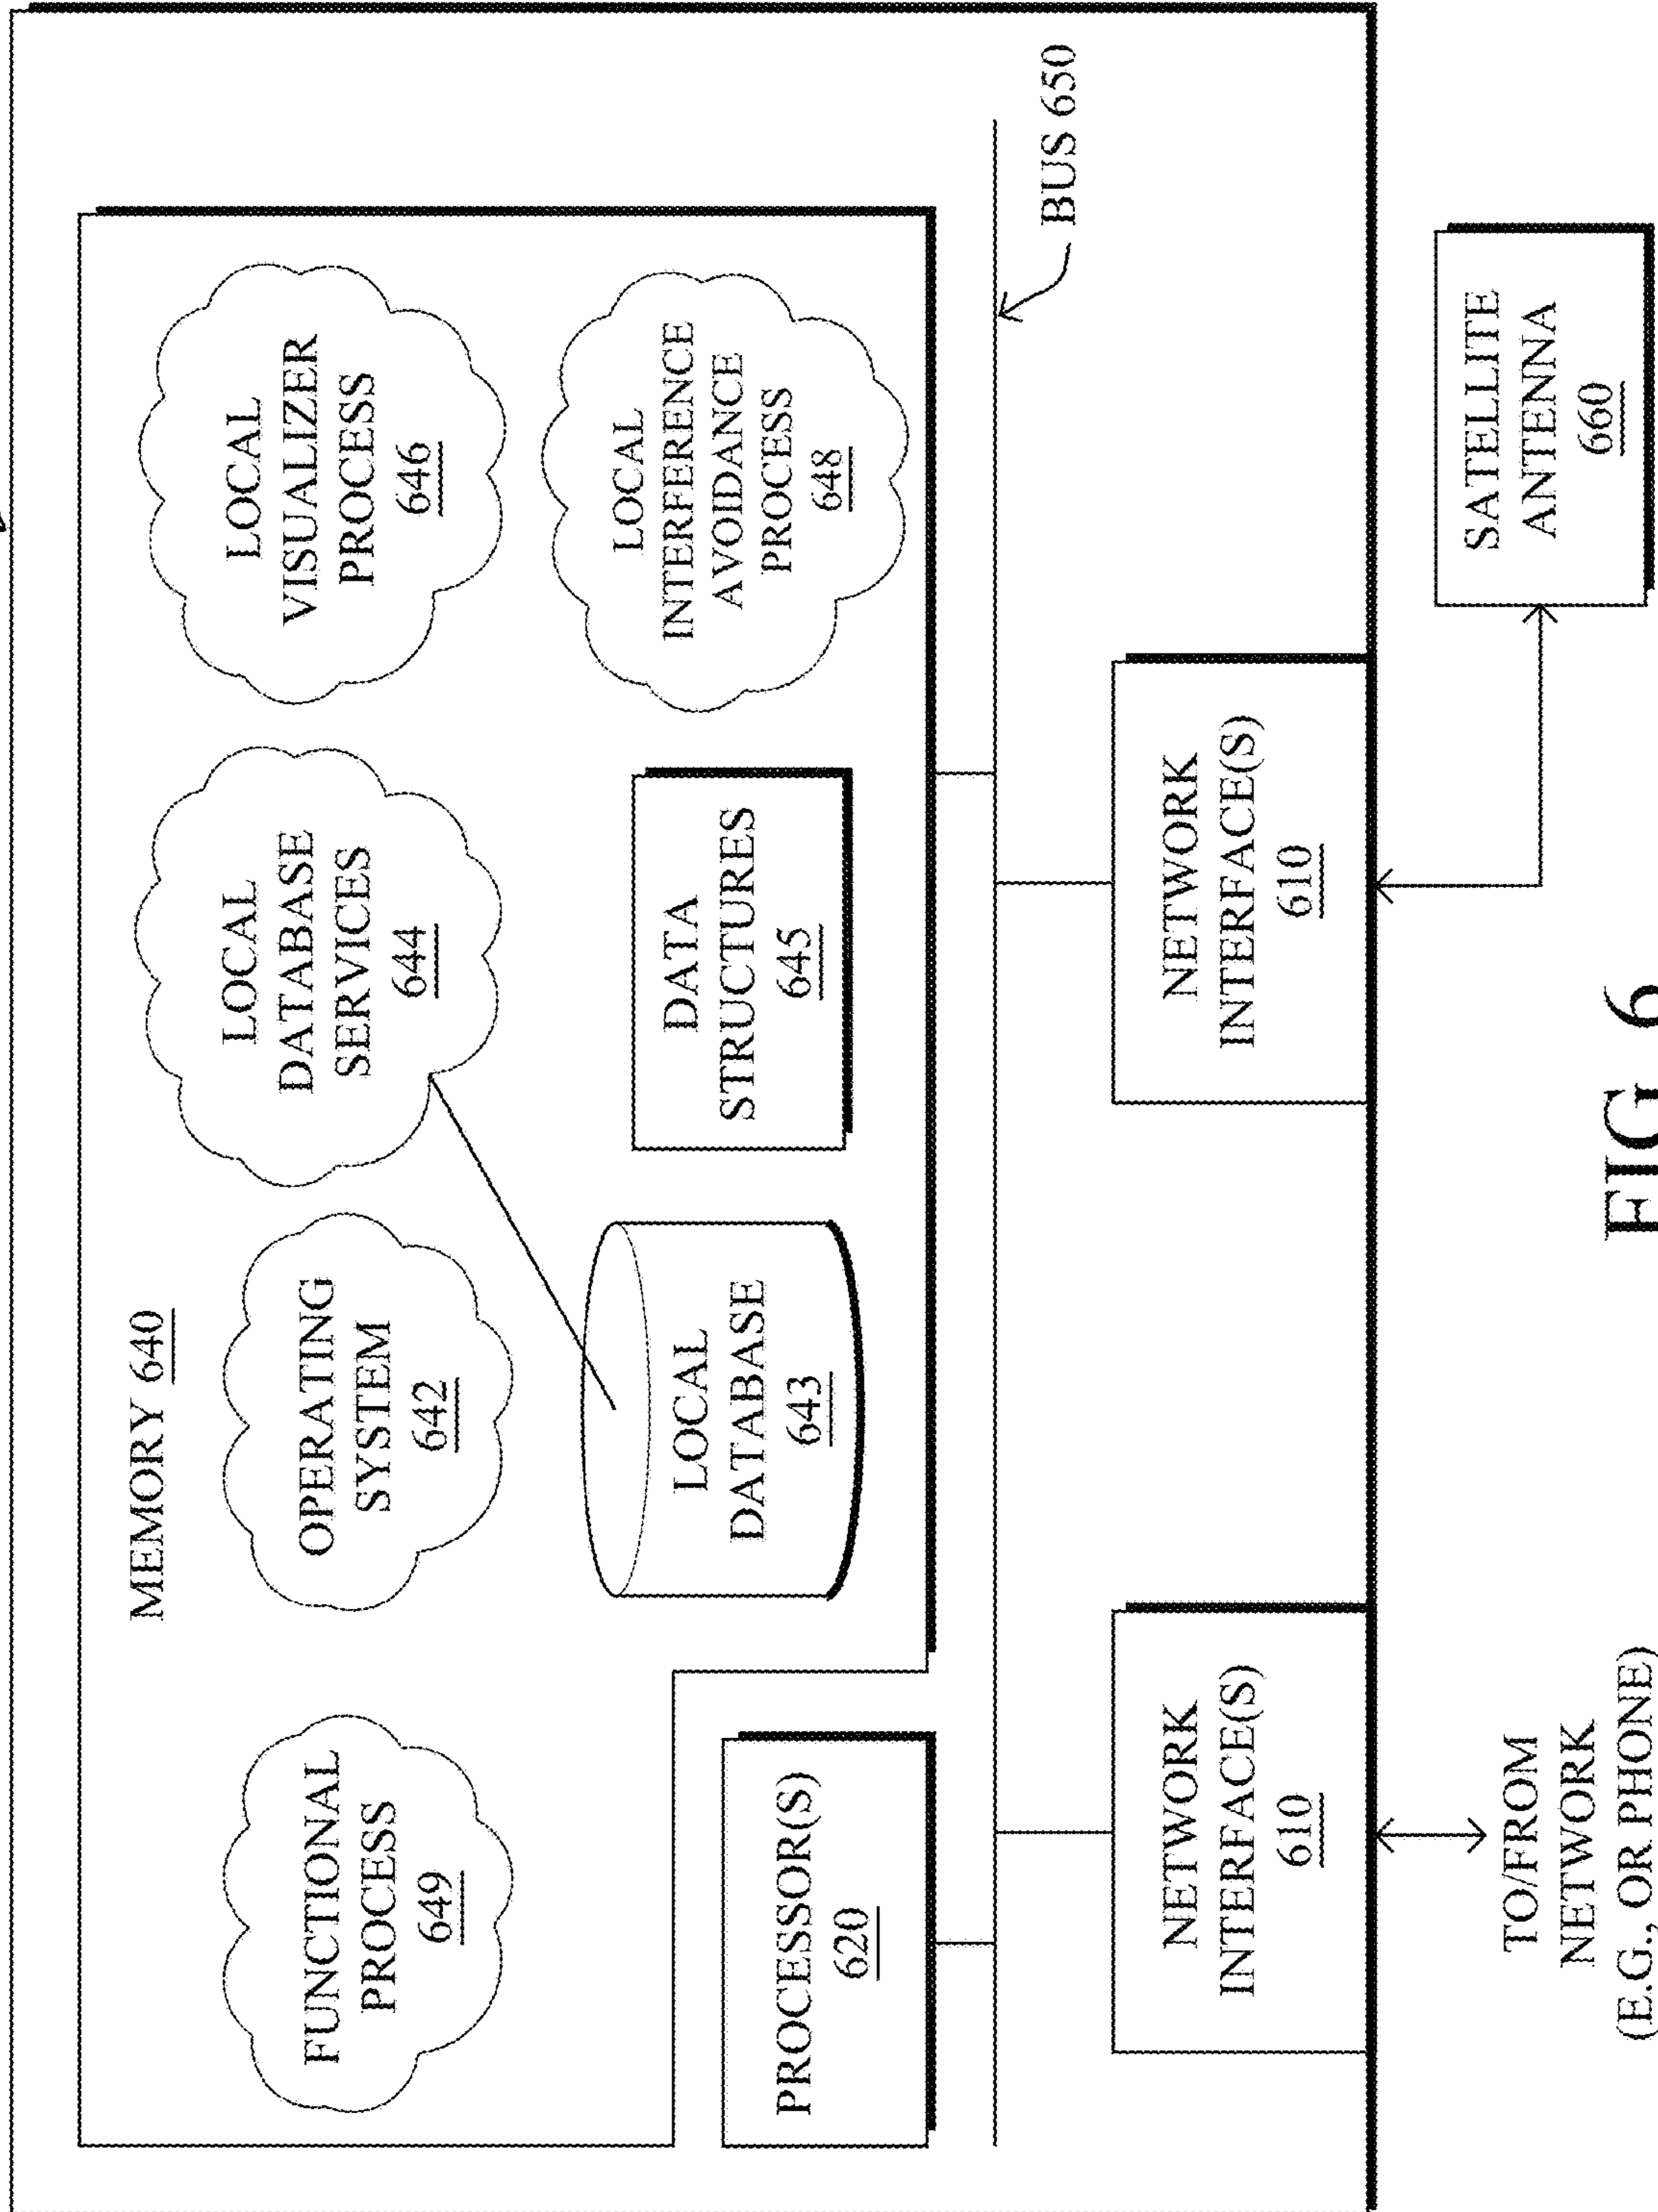 MEMORY 640
FUNCTIONAL
PROCESS
649
OPERATING
SYSTEM
642
LOCAL
DATABASE
SERVICES
644
LOCAL
VISUALIZER
PROCESS
646
PROCESSOR(S)
620
LOCAL
DATABASE
643
DATA
STRUCTURES
645
LOCAL
INTERFERENCE
AVOIDANCE
PROCESS
648
BUS 650
NETWORK
INTERFACE(S)
610
NETWORK
INTERFACE(S)
610
TO/FROM
NETWORK
(E.G., OR PHONE)
SATELLITE
ANTENNA
660
FIG. 6